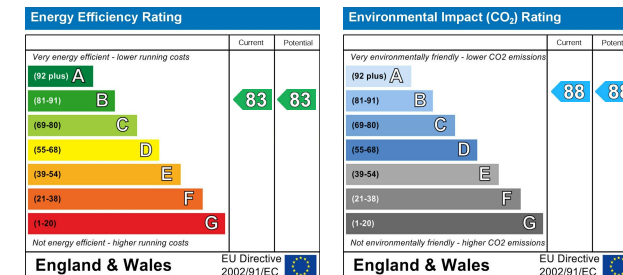 Energy Efficiency Rating
Current Potential
Very energy efficient - lower running costs
(92 plus) A
(81-91) B
83 83
(69-80) C
(55-68) D
(39-54) E
(21-38) F
(1-20) G
Not energy efficient - higher running costs
England & Wales
EU Directive
2002/91/EC
Environmental Impact (CO₂) Rating
Current Potent
Very environmentally friendly - lower CO2 emissions
(92 plus) A
(81-91) B
88 88
(69-80) C
(55-68) D
(39-54) E
(21-38) F
(1-20) G
Not environmentally friendly - higher CO2 emissions
England & Wales
EU Directive
2002/91/EC